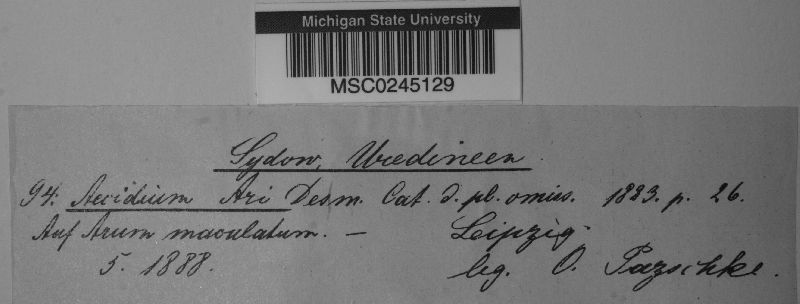 Michigan State University
MSC0245129
Sydow, Uredineen
94. Aecidium Ari Desm. Cat. d. pl. omiss. 1823. p. 26.
Auf Arum maculatum. — Leipzig
5. 1888. leg. O. Pazschke.